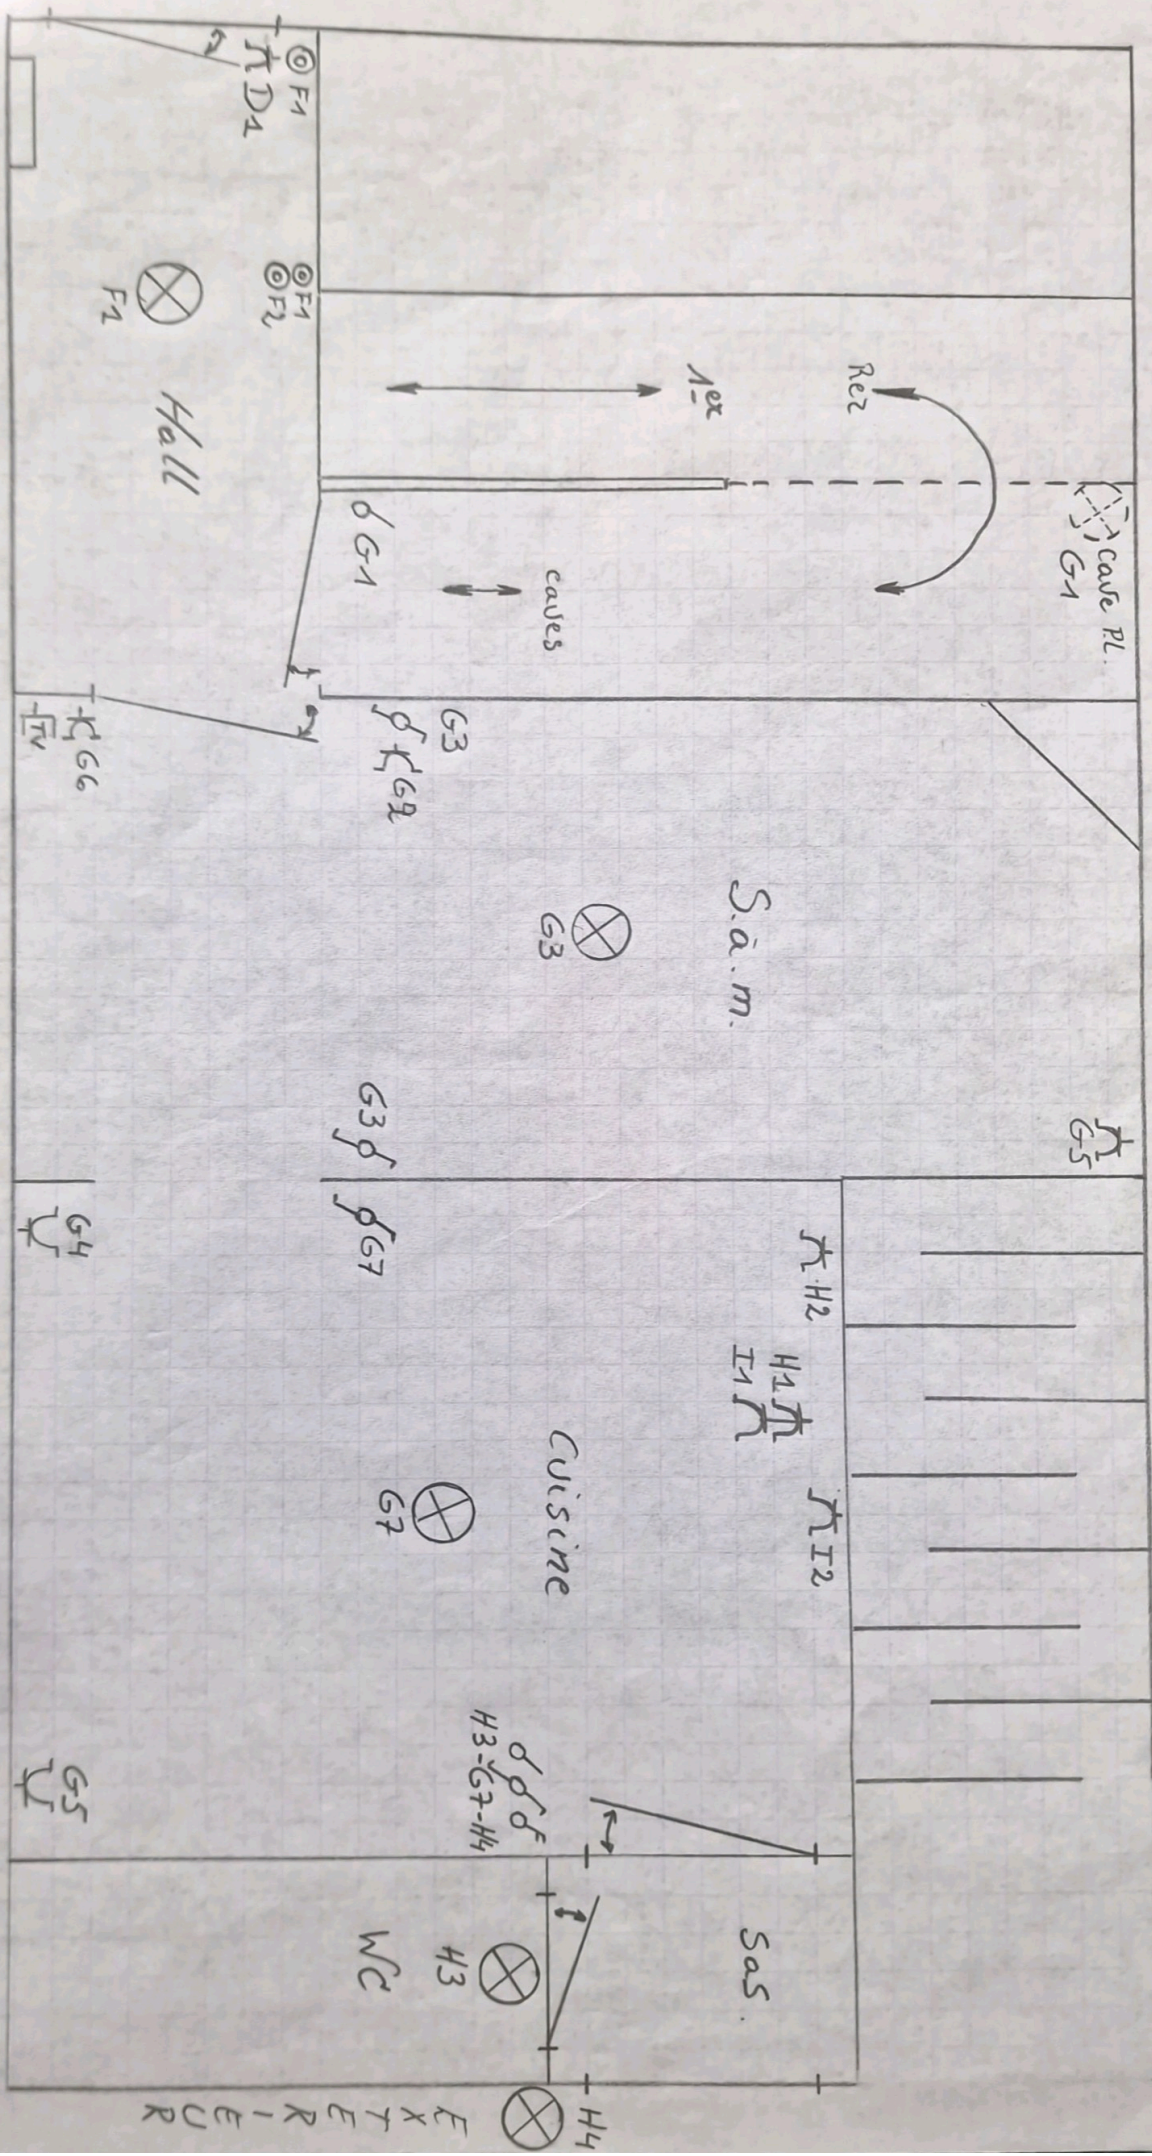 F1
D1
F1
F2
F1
Hall
1er
Rez
cave P.L.
G1
G1
caves
G3
G2
G6
TV
S.à.m.
G3
G5
G3
G7
G4
H2
H1
I1
I2
Cuisine
G7
H3-G7-H4
G5
Sas.
H3
WC
H4
EXTERIEUR